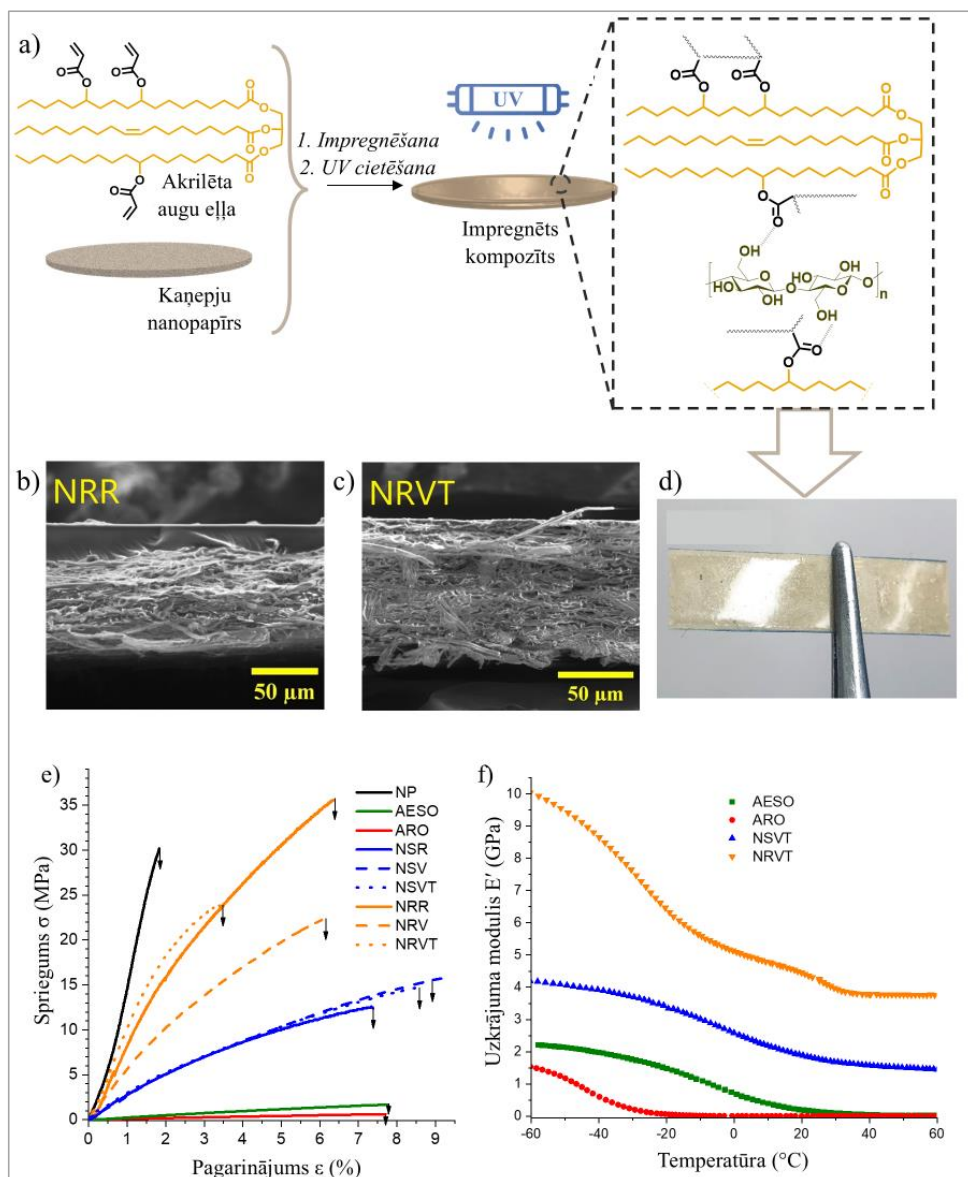 a)
O
O
O
O
O
O
O
O
O
O
O
O
Akrilēta
augu eļļa
Kaņepju
nanopapīrs
1. Impregnēšana
2. UV cietēšana
UV
Impregnēts
kompozīts
O
O
O
O
O
O
O
O
O
O
O
O
OH
HO
O
OH
O
HO
OH
O
OH
O
n
OH
O
O
b)
NRR
50 µm
c)
NRVT
50 µm
d)
e)
Spriegums σ (MPa)
35
30
25
20
15
10
5
0
0
1
2
3
4
5
6
7
8
9
Pagarinājums ε (%)
NP
AESO
ARO
NSR
NSV
NSVT
NRR
NRV
NRVT
f)
Uzkrājuma modulis E′ (GPa)
10
9
8
7
6
5
4
3
2
1
0
-60
-40
-20
0
20
40
60
Temperatūra (°C)
AESO
ARO
NSVT
NRVT